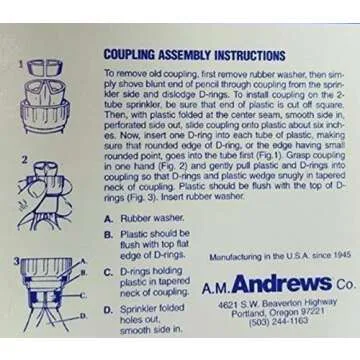 COUPLING ASSEMBLY INSTRUCTIONS
To remove old coupling, first remove rubber washer, then sim-
ply shove blunt end of pencil through coupling from the sprin-
kler side and dislodge D-rings. To install coupling on the 2-
tube sprinkler, be sure that end of plastic is cut off square.
Then, with plastic folded at the center seam, smooth side in,
perforated side out, slide coupling onto plastic about six inch-
es. Now, insert one D-ring into each tube of plastic, making
sure that rounded edge of D-ring, or the edge having small
rounded point, goes into the tube first (Fig.1). Grasp coupling
in one hand (Fig. 2) and gently pull plastic and D-rings into
coupling so that D-rings and plastic wedge snugly in tapered
neck of coupling. Plastic should be flush with the top of D-
rings (Fig. 3). Insert rubber washer.
1
2
3
A.
B.
C.
D.
A. Rubber washer.
B. Plastic should be
flush with top flat
edge of D-rings.
C. D-rings holding
plastic in tapered
neck of coupling.
D. Sprinkler folded
holes out,
smooth side in.
Manufacturing in the U.S.A. since 1945
A.M. Andrews Co.
4621 S.W. Beaverton Highway
Portland, Oregon 97221
(503) 244-1163